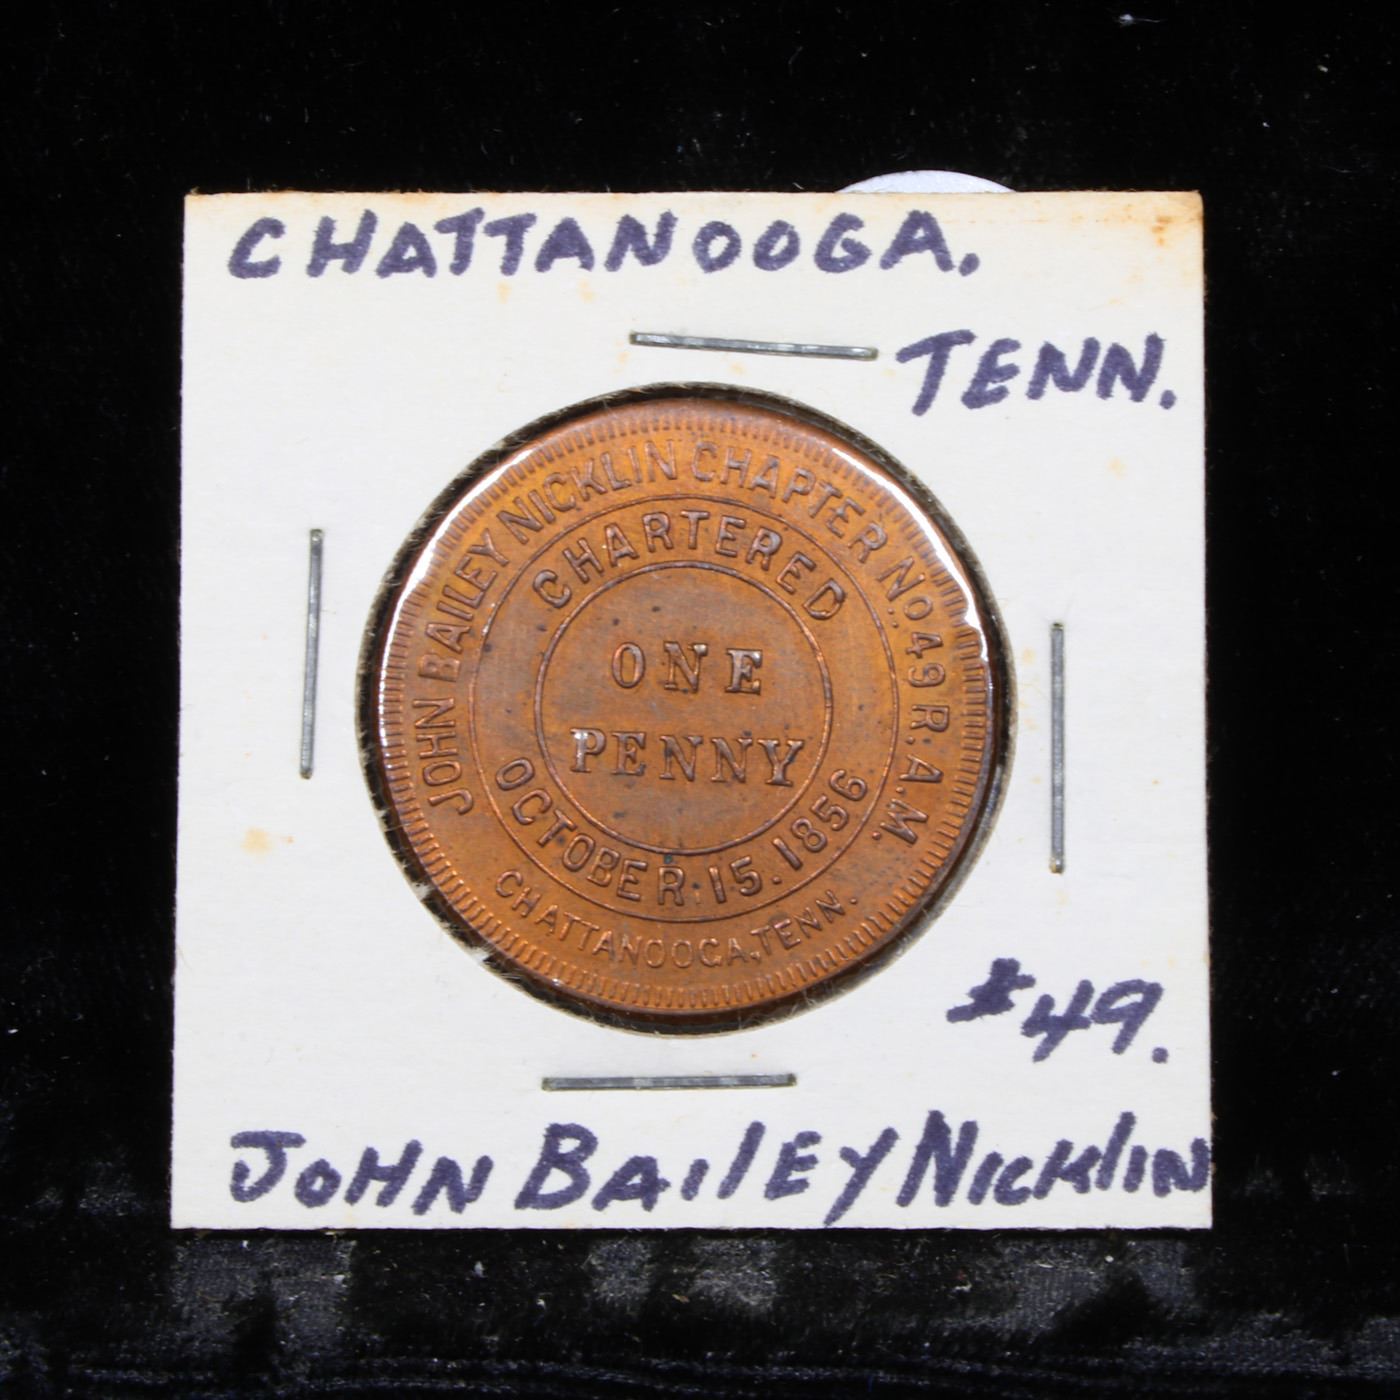 CHATTANOOGA.
TENN.
JOHN BAILEY NICKLIN CHAPTER No. 49 R.A.M.
CHARTERED
ONE
PENNY
OCTOBER. 15. 1856
CHATTANOOGA, TENN.
$49.
JOHN BAILEY NICKLIN